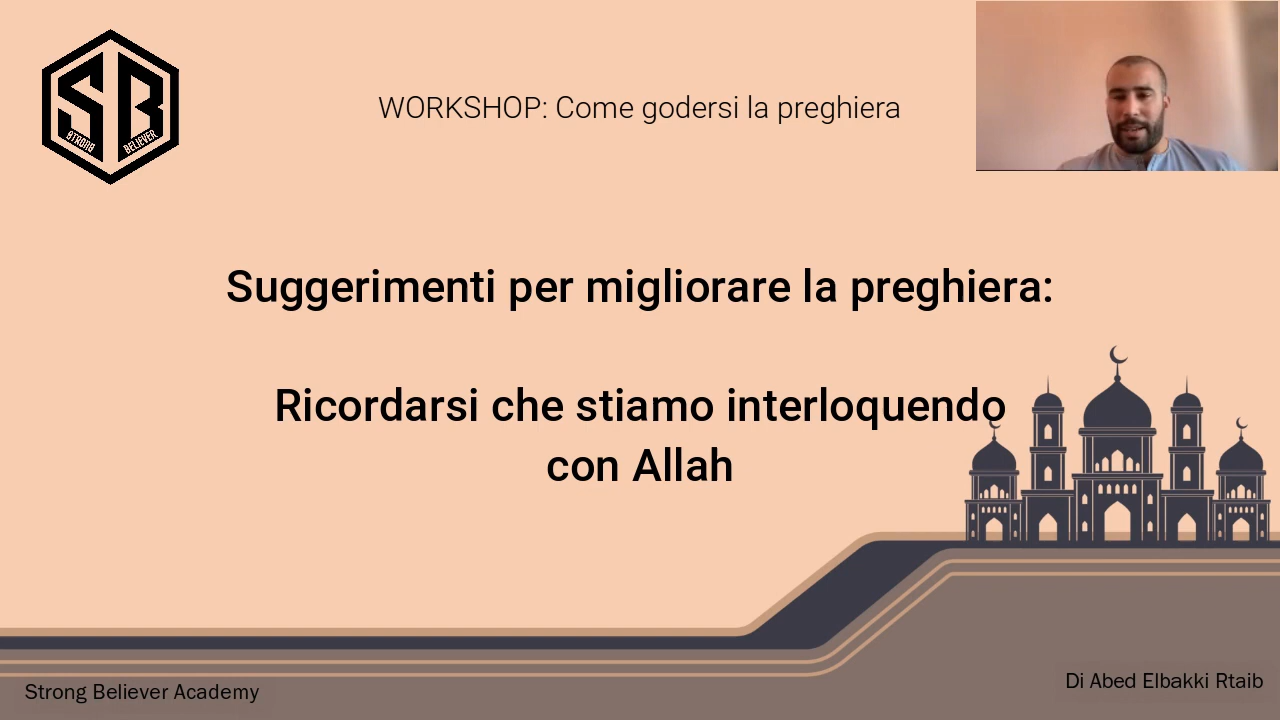 SB
STRONG BELIEVER
WORKSHOP: Come godersi la preghiera
Suggerimenti per migliorare la preghiera:
Ricordarsi che stiamo interloquendo
con Allah
Strong Believer Academy
Di Abed Elbakki Rtaib